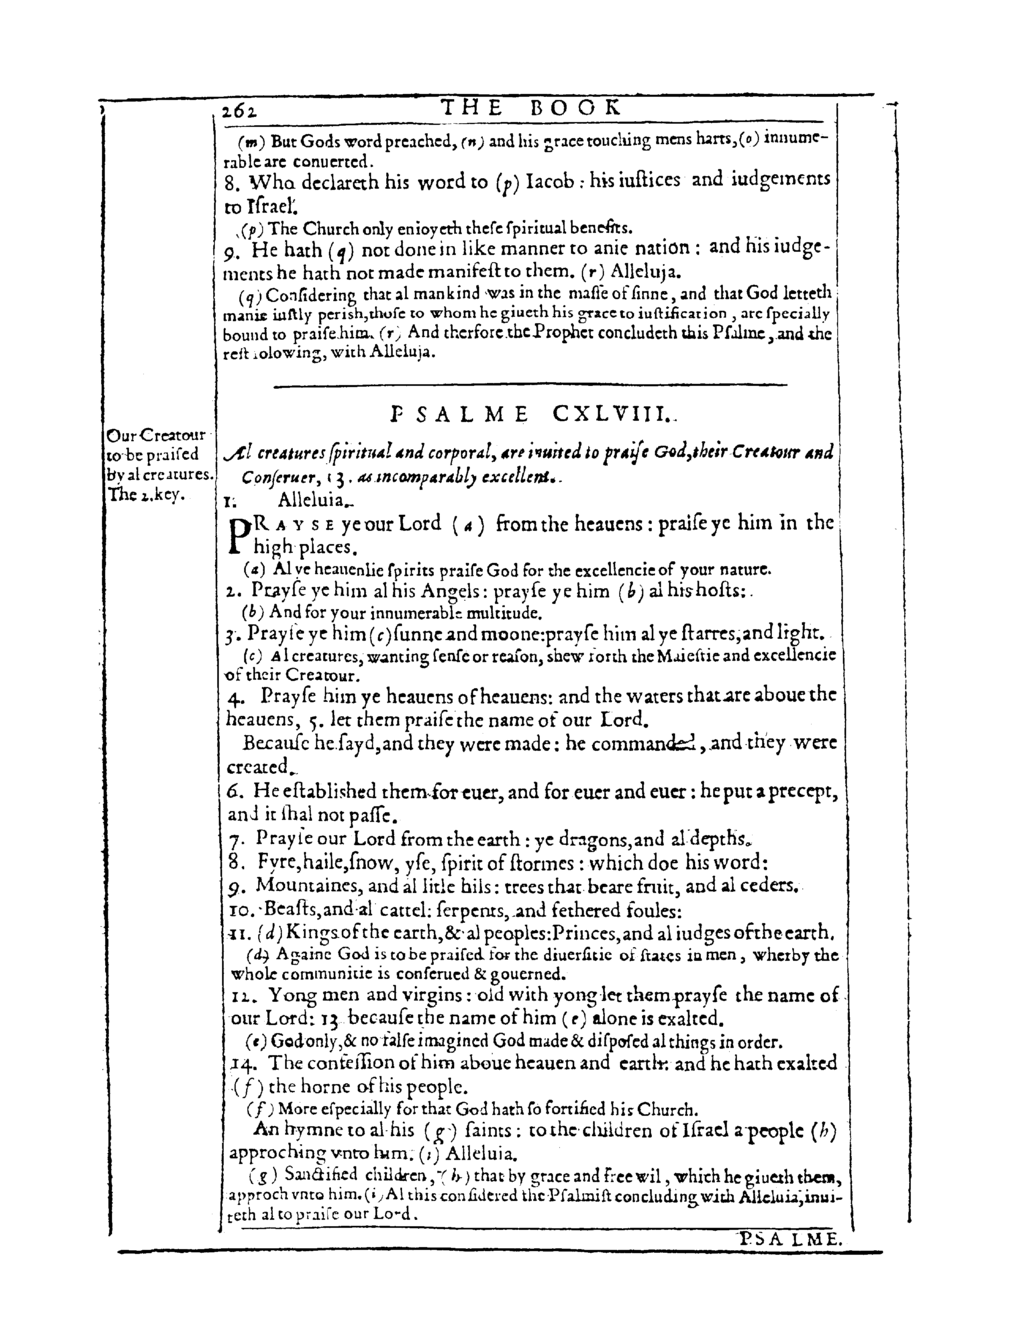 262 THE BOOK
(m) But Gods word preached, (n) and his grace touching mens harts, (o) innume-
rable are conuerted.
8. Who declareth his word to (p) Iacob : his iuſtices and iudgements
to Iſrael.
(p) The Church only enioyeth theſe ſpiritual benefits.
9. He hath (q) not done in like manner to anie nation : and his iudge-
ments he hath not made manifeſt to them. (r) Alleluja.
(q) Conſidering that al mankind was in the maſſe of ſinne, and that God letteth
manie iuſtly perish, thoſe to whom he giueth his grace to iuſtification, are ſpecially
bound to praiſe him. (r) And therfore the Prophet concludeth this Pſalme, and the
reſt folowing, with Alleluja.
PSALME CXLVIII.
Our Creatour
to be praiſed
by al creatures.
The 2. key.
Al creatures ſpiritual and corporal, are inuited to praiſe God, their Creatour and
Conſeruer, 13. as incomparably excellent.
1. Alleluia.
PRAYSE ye our Lord (a) from the heauens : praiſe ye him in the
high places.
(a) Al ye heauenlie ſpirits praiſe God for the excellencie of your nature.
2. Prayſe ye him al his Angels : prayſe ye him (b) al his hoſts :
(b) And for your innumerable multitude.
3. Prayſe ye him (c) ſunne and moone: prayſe him al ye ſtarres, and light.
(c) Al creatures, wanting ſenſe or reaſon, shew forth the Maieſtie and excellencie
of their Creatour.
4. Prayſe him ye heauens of heauens: and the waters that are aboue the
heauens, 5. let them praiſe the name of our Lord.
Becauſe he ſayd, and they were made : he commanded, and they were
created.
6. He eſtablished them for euer, and for euer and euer : he put a precept,
and it ſhal not paſſe.
7. Prayſe our Lord from the earth : ye dragons, and al depths.
8. Fyre, haile, ſnow, yſe, ſpirit of ſtormes : which doe his word:
9. Mountaines, and al litle hils : trees that beare fruit, and al ceders.
10. Beaſts, and al cattel: ſerpents, and fethered foules:
11. (d) Kings of the earth, & al peoples: Princes, and al iudges of the earth.
(d) Againe God is to be praiſed for the diuerſitie of ſtates in men, wherby the
whole communitie is conſerued & gouerned.
12. Yong men and virgins : old with yong let them prayſe the name of
our Lord: 13 becauſe the name of him (e) alone is exalted.
(e) God only, & no falſe imagined God made & diſpoſed al things in order.
14. The confeſſion of him aboue heauen and earth: and he hath exalted
(f) the horne of his people.
(f) More eſpecially for that God hath ſo fortified his Church.
An hymne to al his (g) ſaints : to the children of Iſrael a people (h)
approching vnto him. (i) Alleluia.
(g) Sanctified children, (h) that by grace and free wil, which he giueth them,
approch vnto him. (i) Al this conſidered the Pſalmiſt concluding with Alleluia, inui-
teth al to praiſe our Lord.
PSALME.